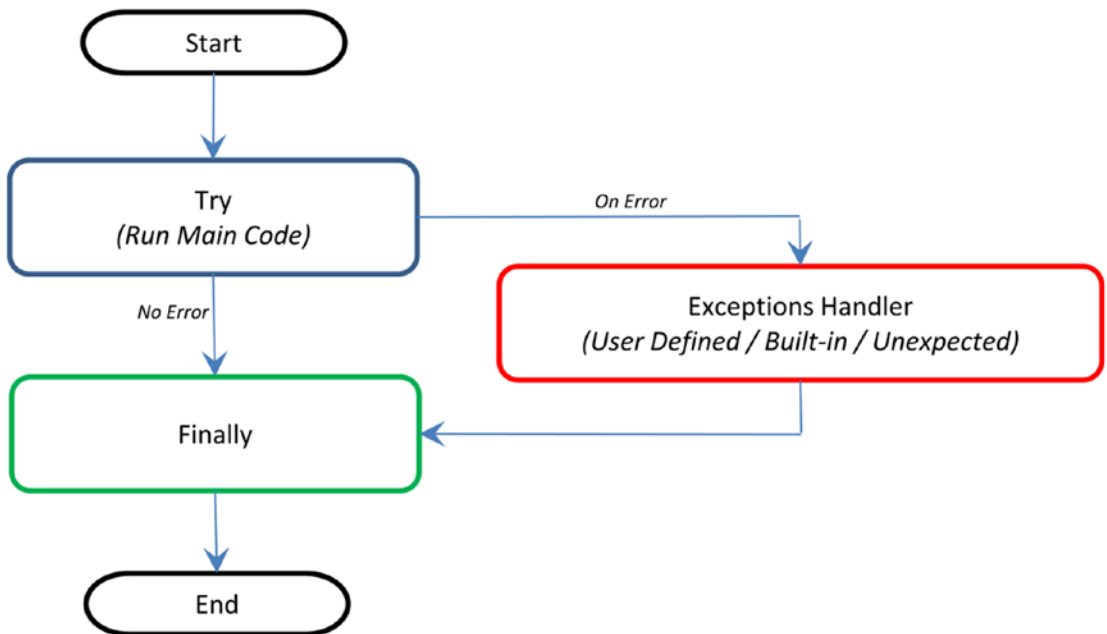 Start
Try
(Run Main Code)
On Error
No Error
Exceptions Handler
(User Defined / Built-in / Unexpected)
Finally
End